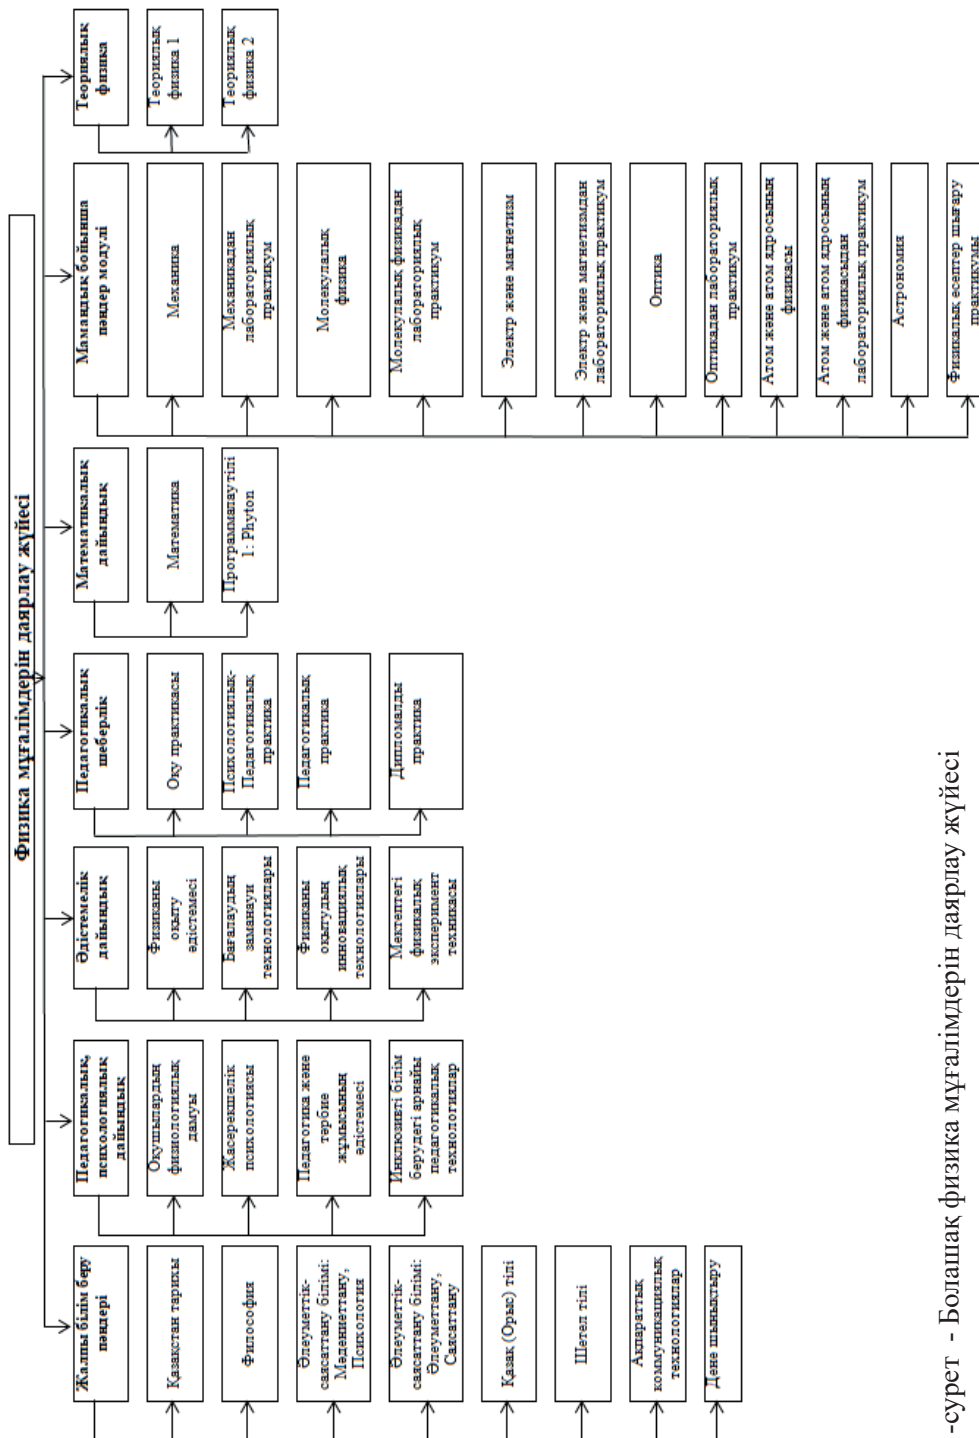 Физика мұғалімдерін даярлау жүйесі
Жалпы білім беру
пәндері
Қазақстан тарихы
Философия
Әлеуметтік-
саясаттану білімі:
Мәдениеттану,
Психология
Әлеуметтік-
саясаттану білімі:
Әлеуметтану,
Саясаттану
Қазақ (Орыс) тілі
Шетел тілі
Ақпараттық
коммуникациялық
технологиялар
Дене шынықтыру
Педагогикалық,
психологиялық
дайындық
Оқушылардың
физиологиялық
дамуы
Жасерекшелік
психологиясы
Педагогика және
тәрбие
жұмысының
әдістемесі
Инклюзивті білім
берудегі арнайы
педагогикалық
технологиялар
Әдістемелік
дайындық
Физиканы
оқыту
әдістемесі
Бағалаудың
заманауи
технологиялары
Физиканы
оқытудың
инновациялық
технологиялары
Мектептегі
физикалық
эксперимент
техникасы
Педагогикалық
шеберлік
Оқу практикасы
Психологиялық-
Педагогикалық
практика
Педагогикалық
практика
Дипломалды
практика
Математикалық
дайындық
Математика
Программалау тілі
1: Phyton
Мамандық бойынша
пәндер модулі
Механика
Механикадан
лабораториялық
практикум
Молекулалық
физика
Молекулалық физикадан
лабораториялық
практикум
Электр және магнетизм
Электр және магнетизмдан
лабораториялық практикум
Оптика
Оптикадан лабораториялық
практикум
Атом және атом ядросының
физикасы
Атом және атом ядросының
физикасыдан
лабораториялық практикум
Астрономия
Физикалық есептер шығару
практикумы
Теориялық
физика
Теориялық
физика 1
Теориялық
физика 2
-сурет - Болашақ физика мұғалімдерін даярлау жүйесі